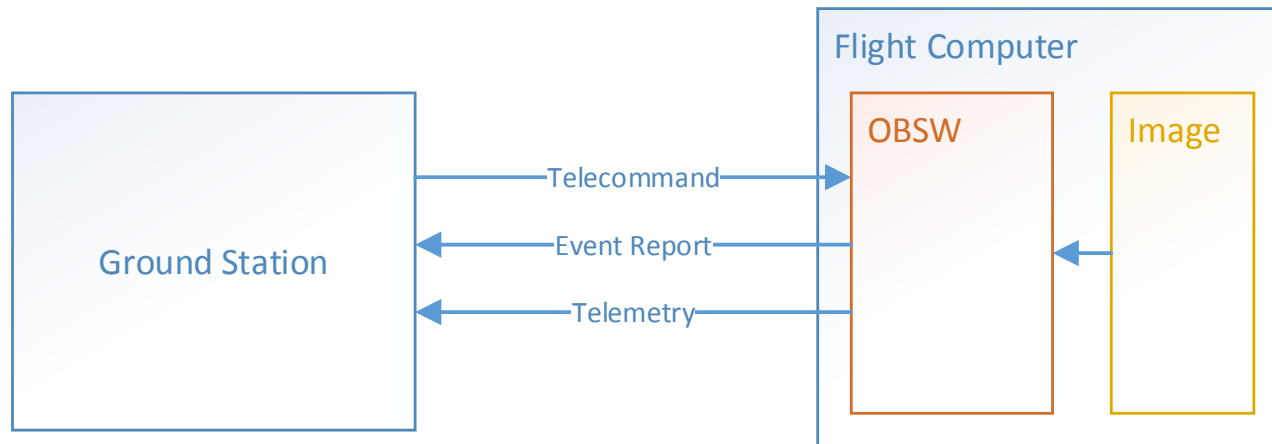 Flight Computer
OBSW
Image
Telecommand
Event Report
Ground Station
Telemetry